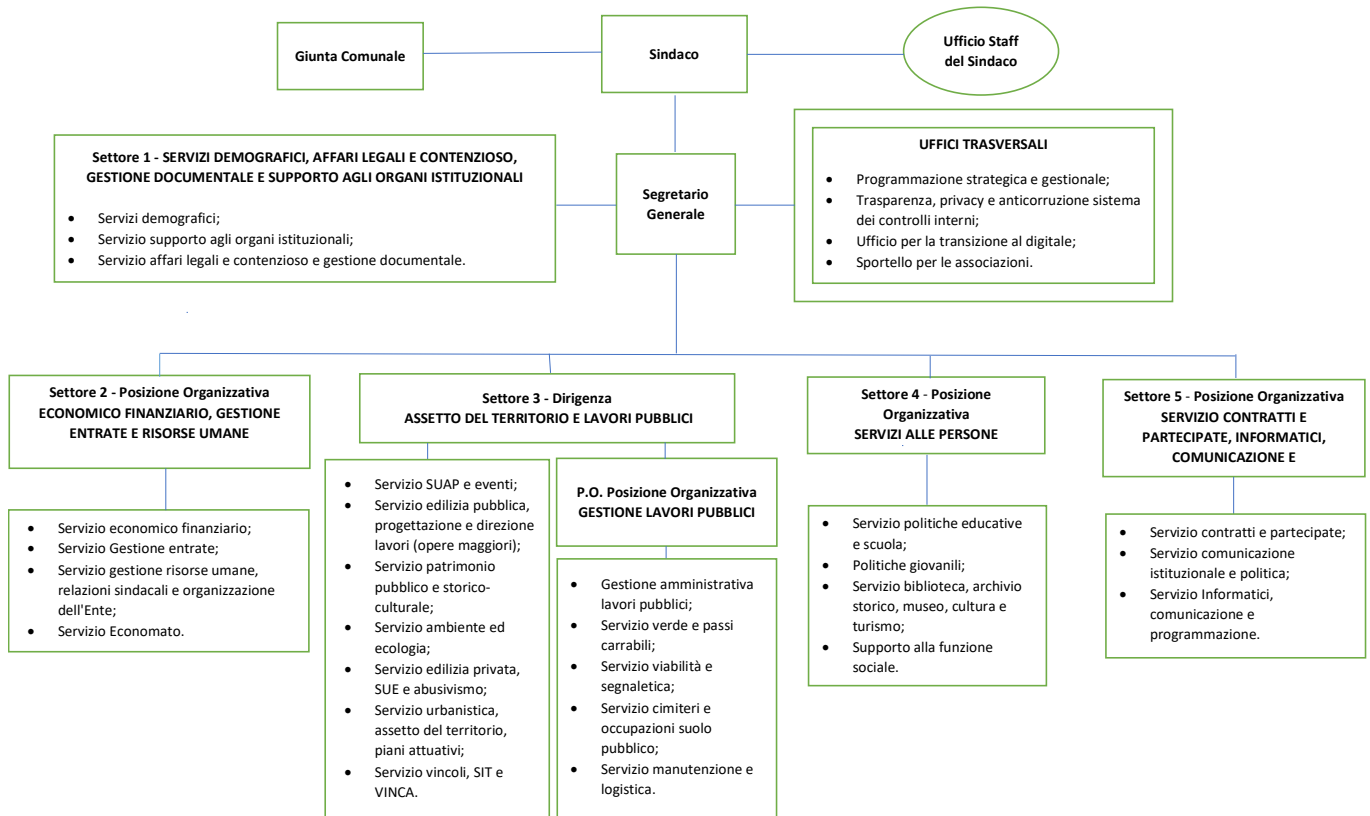 Giunta Comunale
Sindaco
Ufficio Staff
del Sindaco
Settore 1 - SERVIZI DEMOGRAFICI, AFFARI LEGALI E CONTENZIOSO,
GESTIONE DOCUMENTALE E SUPPORTO AGLI ORGANI ISTITUZIONALI
• Servizi demografici;
• Servizio supporto agli organi istituzionali;
• Servizio affari legali e contenzioso e gestione documentale.
Segretario
Generale
UFFICI TRASVERSALI
• Programmazione strategica e gestionale;
• Trasparenza, privacy e anticorruzione sistema
dei controlli interni;
• Ufficio per la transizione al digitale;
• Sportello per le associazioni.
Settore 2 - Posizione Organizzativa
ECONOMICO FINANZIARIO, GESTIONE
ENTRATE E RISORSE UMANE
• Servizio economico finanziario;
• Servizio Gestione entrate;
• Servizio gestione risorse umane,
relazioni sindacali e organizzazione
dell'Ente;
• Servizio Economato.
Settore 3 - Dirigenza
ASSETTO DEL TERRITORIO E LAVORI PUBBLICI
• Servizio SUAP e eventi;
• Servizio edilizia pubblica,
progettazione e direzione
lavori (opere maggiori);
• Servizio patrimonio
pubblico e storico-
culturale;
• Servizio ambiente ed
ecologia;
• Servizio edilizia privata,
SUE e abusivismo;
• Servizio urbanistica,
assetto del territorio,
piani attuativi;
• Servizio vincoli, SIT e
VINCA.
P.O. Posizione Organizzativa
GESTIONE LAVORI PUBBLICI
• Gestione amministrativa
lavori pubblici;
• Servizio verde e passi
carrabili;
• Servizio viabilità e
segnaletica;
• Servizio cimiteri e
occupazioni suolo
pubblico;
• Servizio manutenzione e
logistica.
Settore 4 - Posizione
Organizzativa
SERVIZI ALLE PERSONE
• Servizio politiche educative
e scuola;
• Politiche giovanili;
• Servizio biblioteca, archivio
storico, museo, cultura e
turismo;
• Supporto alla funzione
sociale.
Settore 5 - Posizione Organizzativa
SERVIZIO CONTRATTI E
PARTECIPATE, INFORMATICI,
COMUNICAZIONE E
• Servizio contratti e partecipate;
• Servizio comunicazione
istituzionale e politica;
• Servizio Informatici,
comunicazione e
programmazione.